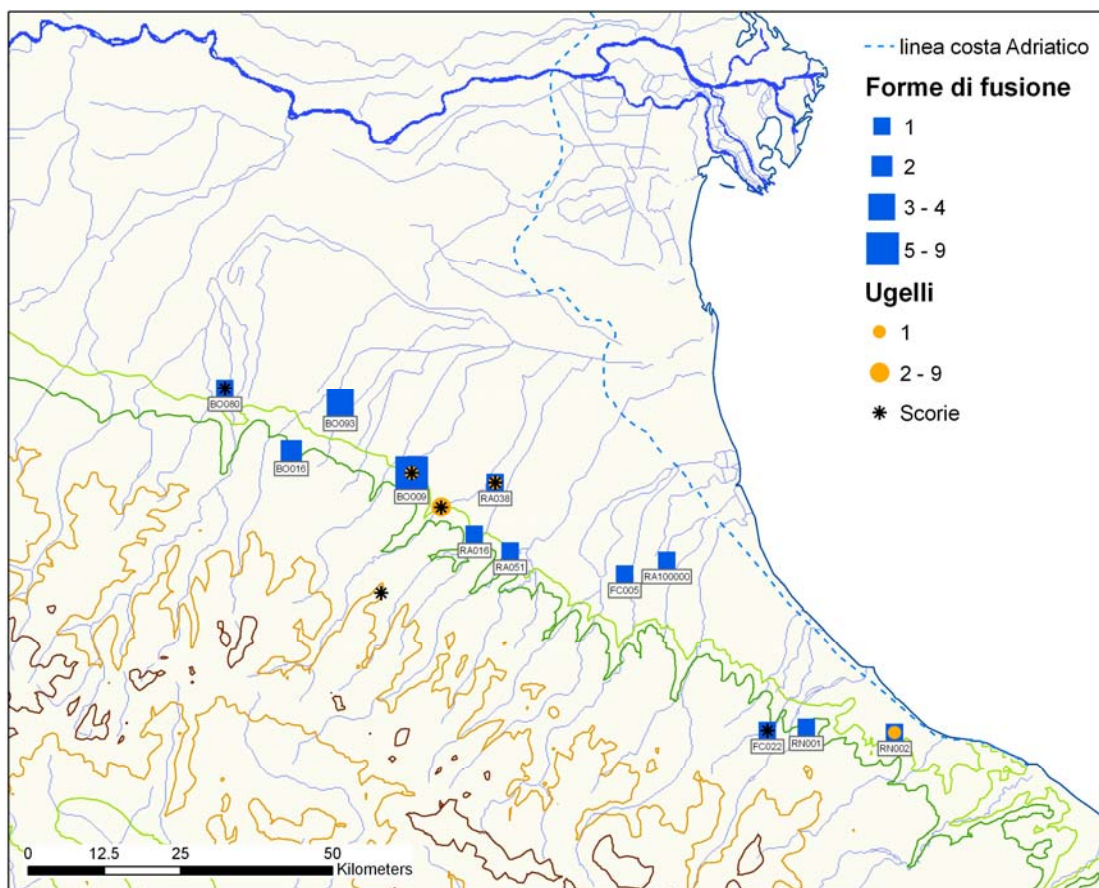 linea costa Adriatico
Forme di fusione
1
2
3 - 4
5 - 9
Ugelli
1
2 - 9
Scorie
BO080
BO093
BO016
BO009
RA038
RA016
RA051
FC005
RA100000
FC022
RN001
RN002
0 12.5 25 50
Kilometers